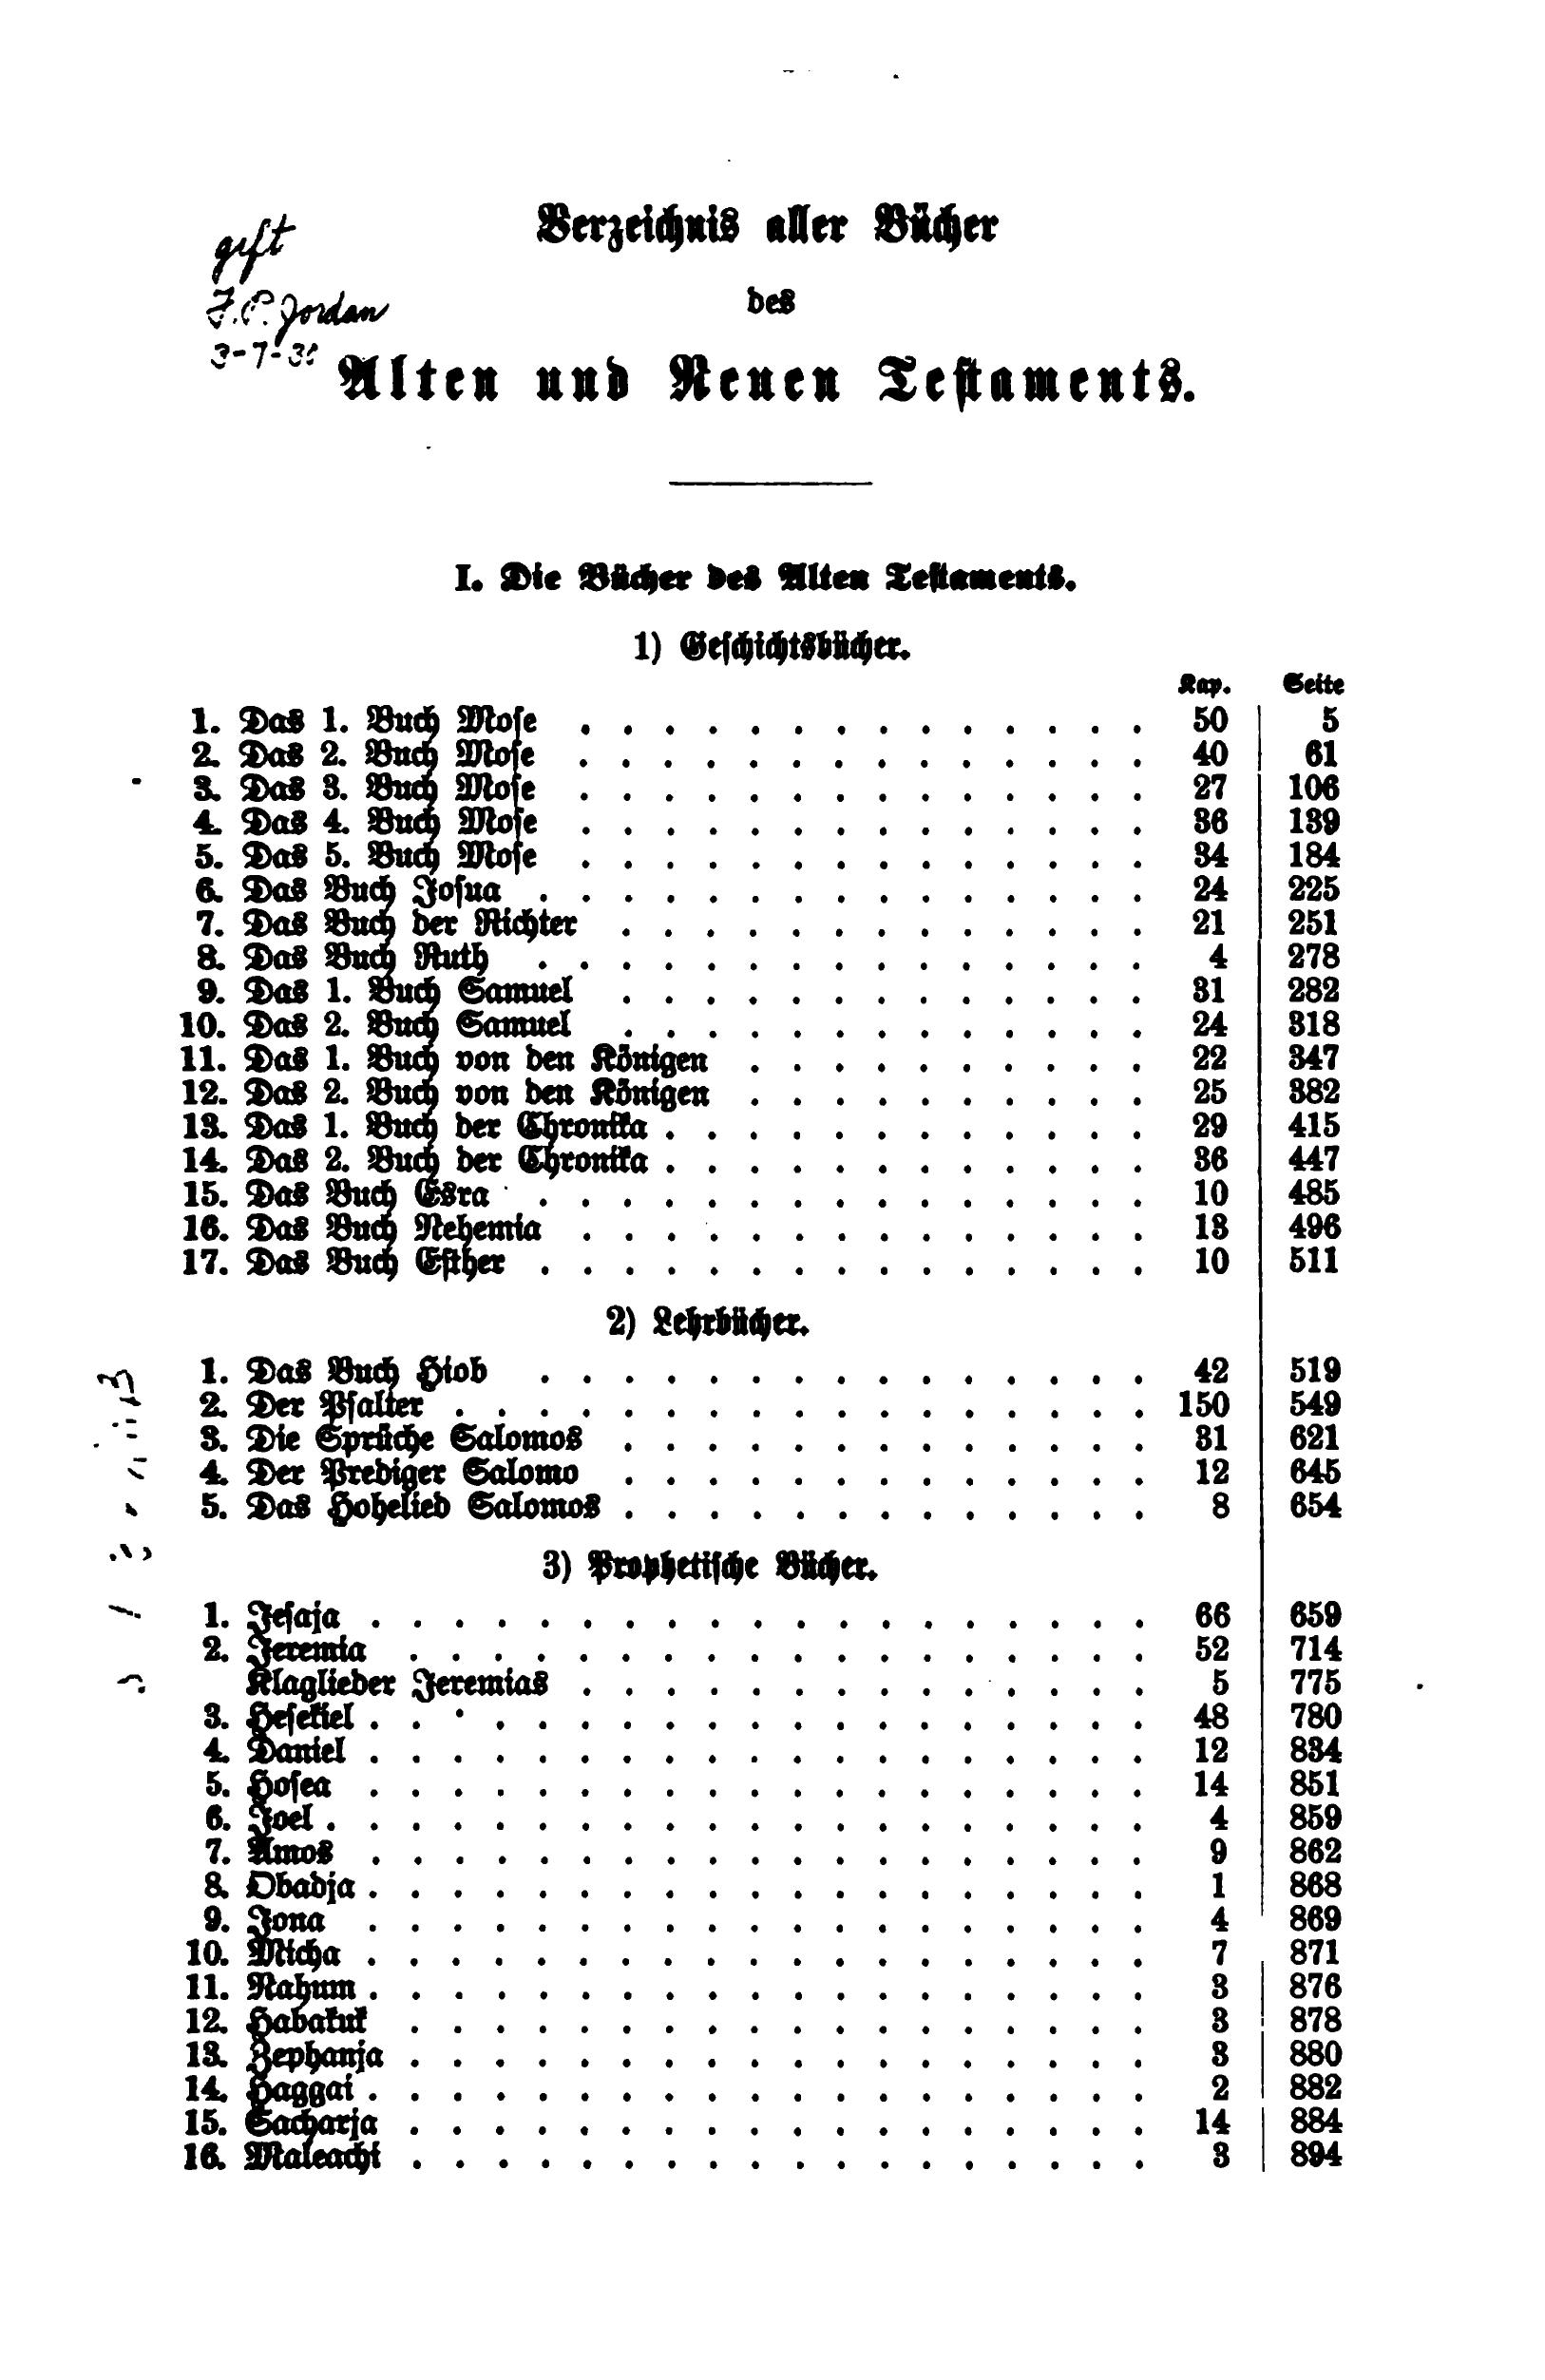 Verzeichnis aller Bücher
gift
des
F.P. Jordan
3-7-
Alten und Neuen Testaments.
I. Die Bücher des Alten Testaments.
1) Geschichtsbücher.
Kap. Seite
1. Das 1. Buch Mose . . . . . . . . . . . . . . 50 5
2. Das 2. Buch Mose . . . . . . . . . . . . . . 40 61
3. Das 3. Buch Mose . . . . . . . . . . . . . . 27 106
4. Das 4. Buch Mose . . . . . . . . . . . . . . 36 139
5. Das 5. Buch Mose . . . . . . . . . . . . . . 34 184
6. Das Buch Josua . . . . . . . . . . . . . . . 24 225
7. Das Buch der Richter . . . . . . . . . . . . . 21 251
8. Das Buch Ruth . . . . . . . . . . . . . . . 4 278
9. Das 1. Buch Samuel . . . . . . . . . . . . . 31 282
10. Das 2. Buch Samuel . . . . . . . . . . . . . 24 318
11. Das 1. Buch von den Königen . . . . . . . . . . 22 347
12. Das 2. Buch von den Königen . . . . . . . . . . 25 382
13. Das 1. Buch der Chronika . . . . . . . . . . . . 29 415
14. Das 2. Buch der Chronika . . . . . . . . . . . . 36 447
15. Das Buch Esra . . . . . . . . . . . . . . . 10 485
16. Das Buch Nehemia . . . . . . . . . . . . . . 13 496
17. Das Buch Esther . . . . . . . . . . . . . . . 10 511
2) Lehrbücher.
1. Das Buch Hiob . . . . . . . . . . . . . . . 42 519
2. Der Psalter . . . . . . . . . . . . . . . . . 150 549
3. Die Sprüche Salomos . . . . . . . . . . . . . 31 621
4. Der Prediger Salomo . . . . . . . . . . . . . 12 645
5. Das Hohelied Salomos . . . . . . . . . . . . . 8 654
3) Prophetische Bücher.
1. Jesaja . . . . . . . . . . . . . . . . . . . 66 659
2. Jeremia . . . . . . . . . . . . . . . . . . 52 714
Klaglieder Jeremias . . . . . . . . . . . . . . 5 775
3. Hesekiel . . . . . . . . . . . . . . . . . . . 48 780
4. Daniel . . . . . . . . . . . . . . . . . . . 12 834
5. Hosea . . . . . . . . . . . . . . . . . . . 14 851
6. Joel . . . . . . . . . . . . . . . . . . . . 4 859
7. Amos . . . . . . . . . . . . . . . . . . . 9 862
8. Obadja . . . . . . . . . . . . . . . . . . . 1 868
9. Jona . . . . . . . . . . . . . . . . . . . 4 869
10. Micha . . . . . . . . . . . . . . . . . . . 7 871
11. Nahum . . . . . . . . . . . . . . . . . . . 3 876
12. Habakuk . . . . . . . . . . . . . . . . . . 3 878
13. Zephanja . . . . . . . . . . . . . . . . . . 3 880
14. Haggai . . . . . . . . . . . . . . . . . . . 2 882
15. Sacharja . . . . . . . . . . . . . . . . . . 14 884
16. Maleachi . . . . . . . . . . . . . . . . . . 3 894